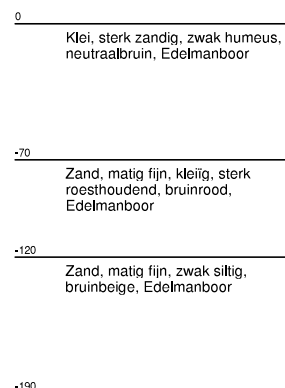 0
Klei, sterk zandig, zwak humeus,
neutraalbruin, Edelmanboor
-70
Zand, matig fijn, kleiïg, sterk
roesthoudend, bruinrood,
Edelmanboor
-120
Zand, matig fijn, zwak siltig,
bruinbeige, Edelmanboor
-190